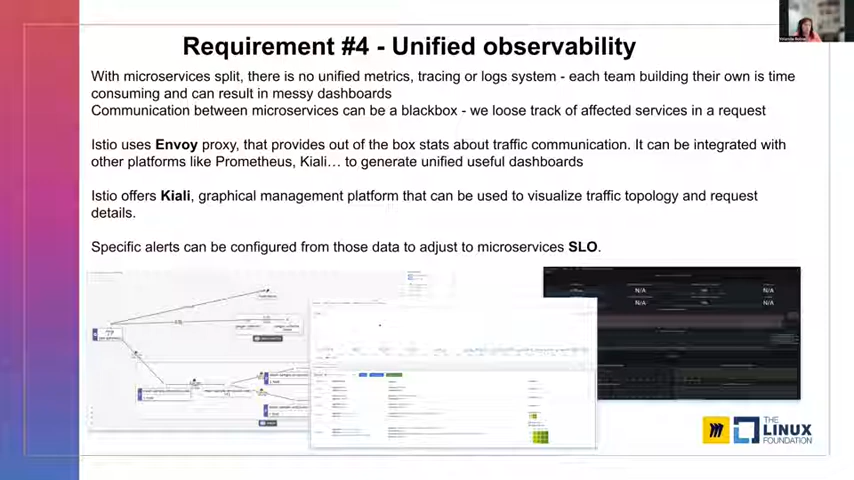 Requirement #4 - Unified observability
With microservices split, there is no unified metrics, tracing or logs system - each team building their own is time
consuming and can result in messy dashboards
Communication between microservices can be a blackbox - we loose track of affected services in a request
Istio uses Envoy proxy, that provides out of the box stats about traffic communication. It can be integrated with
other platforms like Prometheus, Kiali… to generate unified useful dashboards
Istio offers Kiali, graphical management platform that can be used to visualize traffic topology and request
details.
Specific alerts can be configured from those data to adjust to microservices SLO.
N/A
N/A
N/A
N/A
THE
LINUX
FOUNDATION